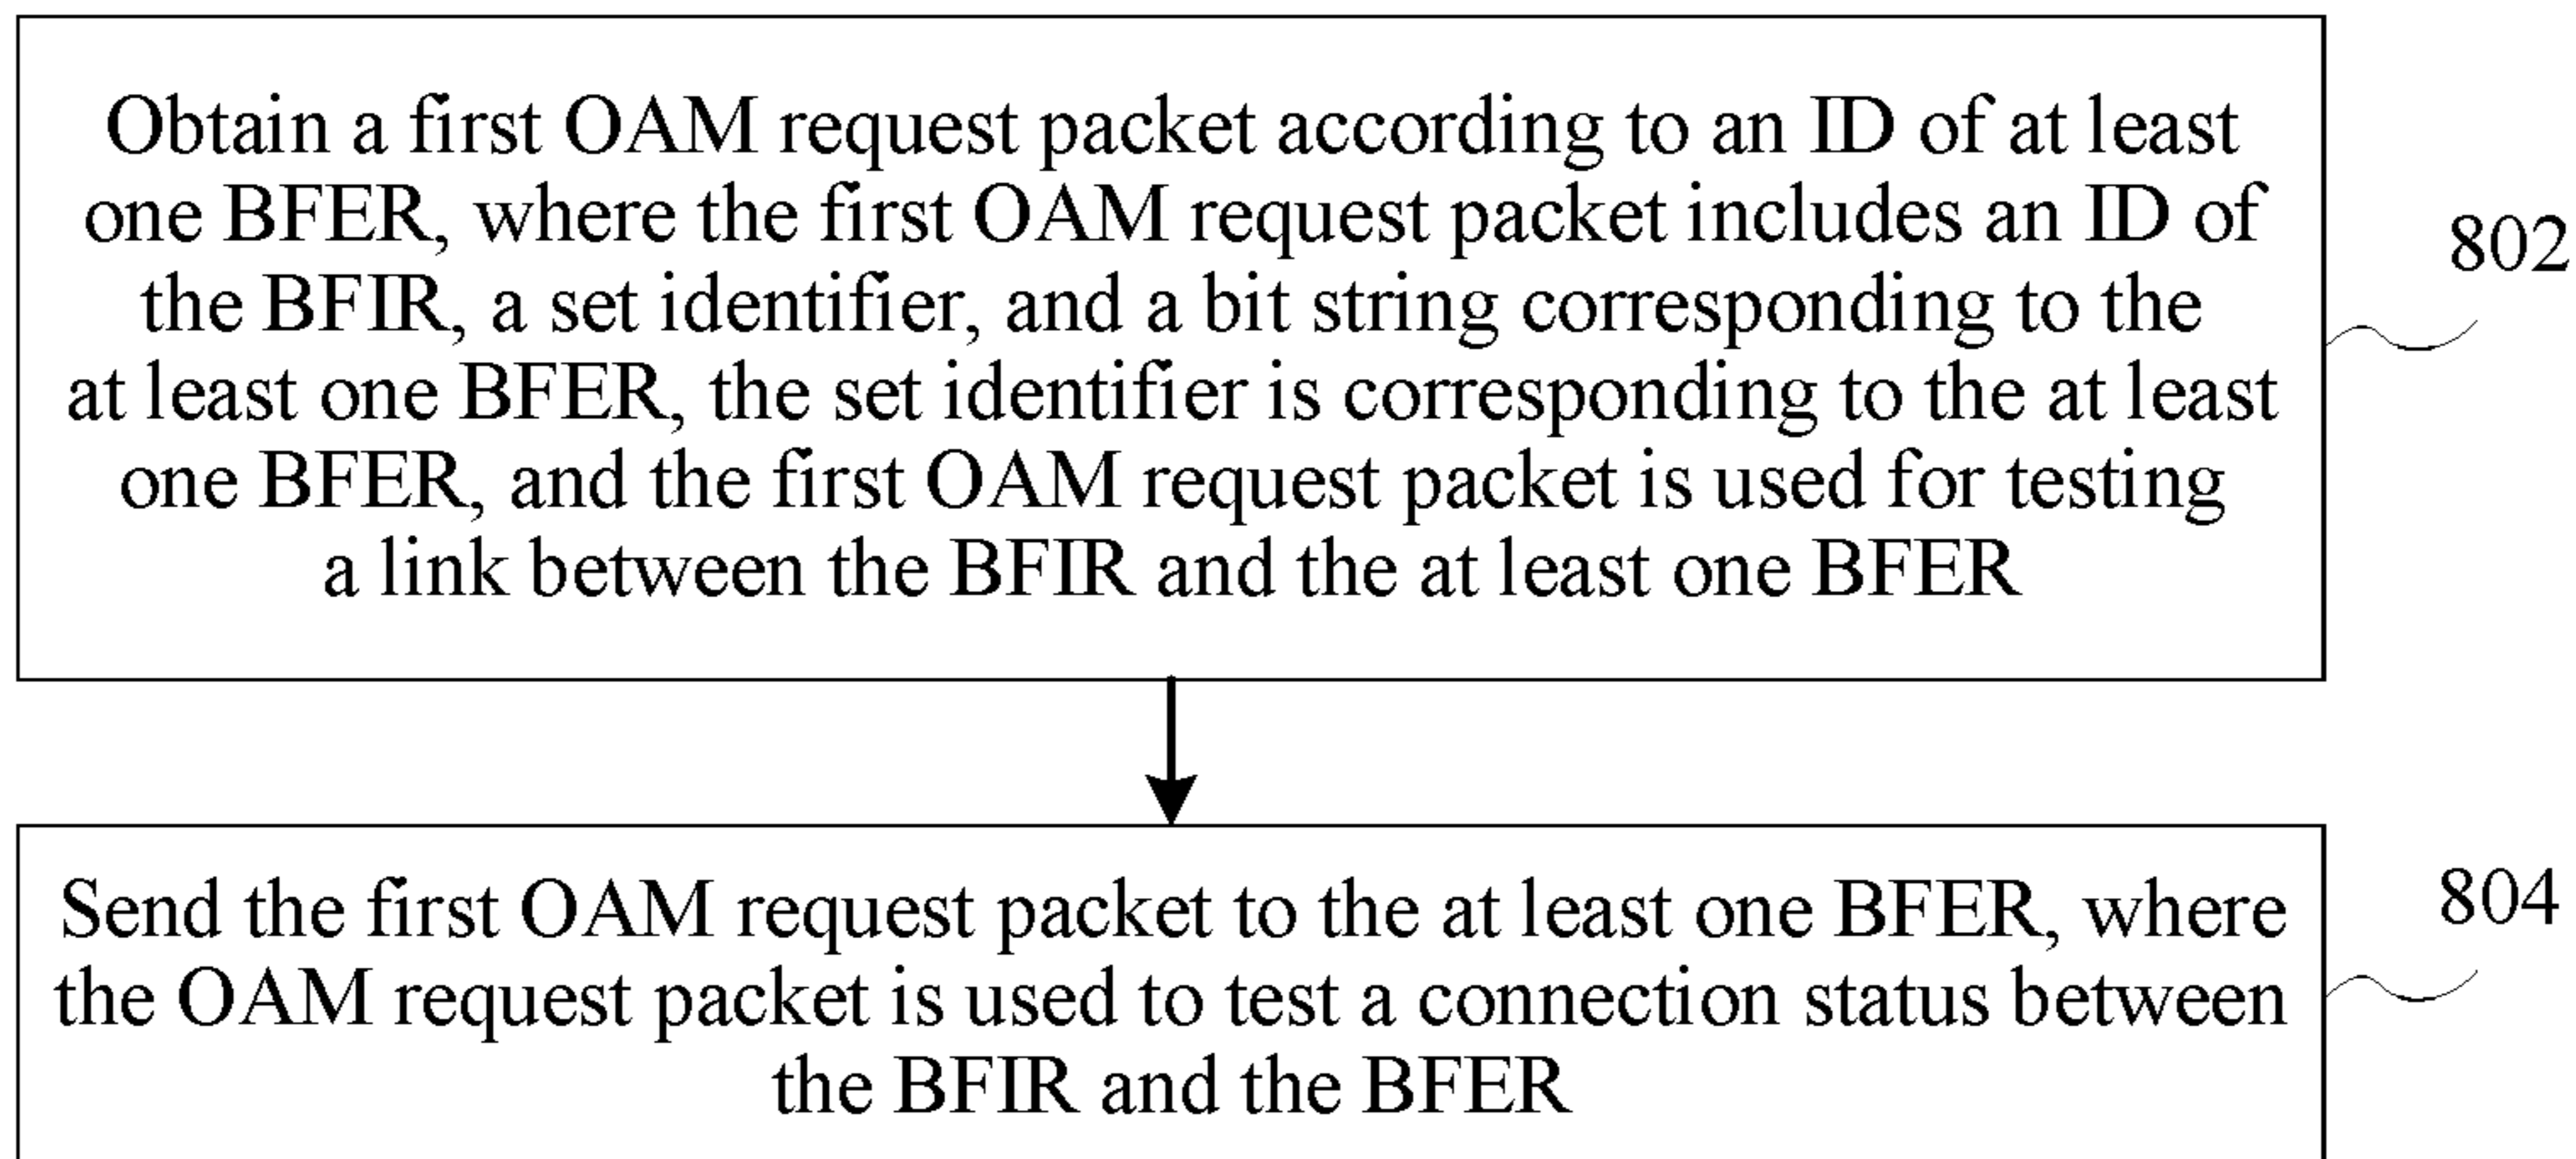 Obtain a first OAM request packet according to an ID of at least
one BFER, where the first OAM request packet includes an ID of
the BFIR, a set identifier, and a bit string corresponding to the
at least one BFER, the set identifier is corresponding to the at least
one BFER, and the first OAM request packet is used for testing
a link between the BFIR and the at least one BFER
802
Send the first OAM request packet to the at least one BFER, where
the OAM request packet is used to test a connection status between
the BFIR and the BFER
804